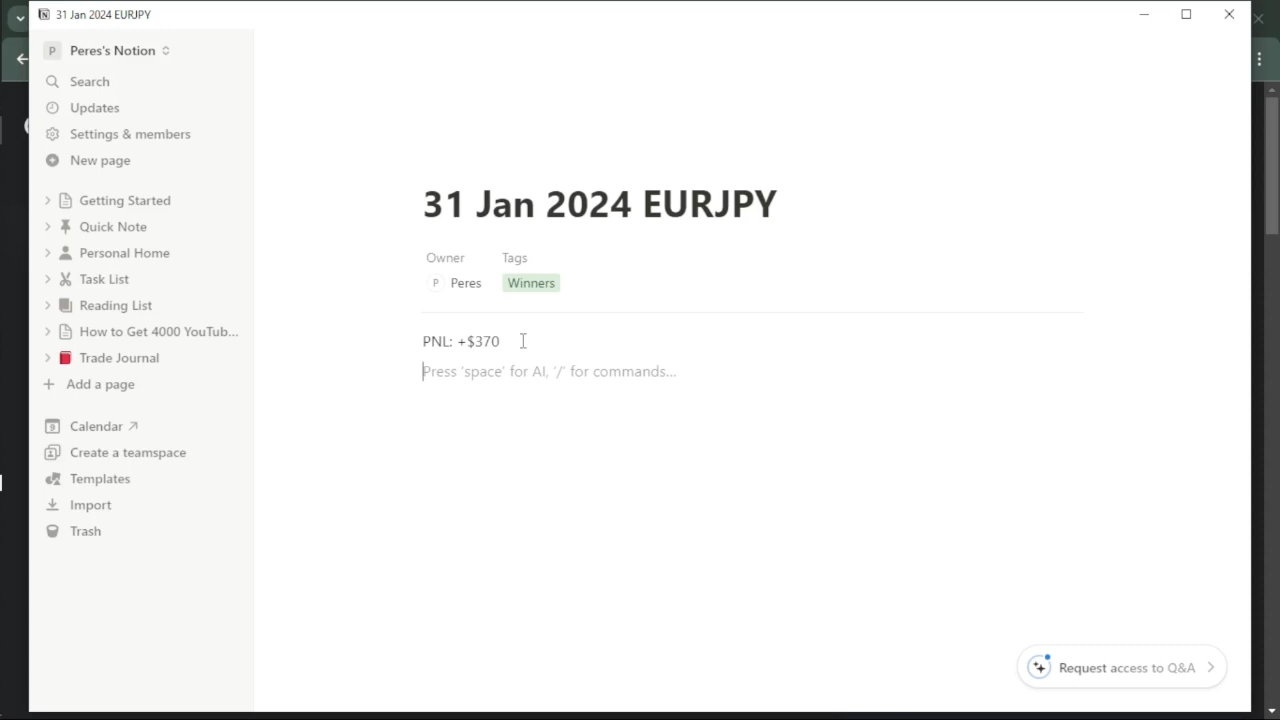 31 Jan 2024 EURJPY
P Peres's Notion
Search
Updates
Settings & members
New page
Getting Started
Quick Note
Personal Home
Task List
Reading List
How to Get 4000 YouTub...
Trade Journal
Add a page
9 Calendar
Create a teamspace
Templates
Import
Trash
31 Jan 2024 EURJPY
Owner Tags
P Peres Winners
PNL: +$370
Press 'space' for AI, '/' for commands...
Request access to Q&A